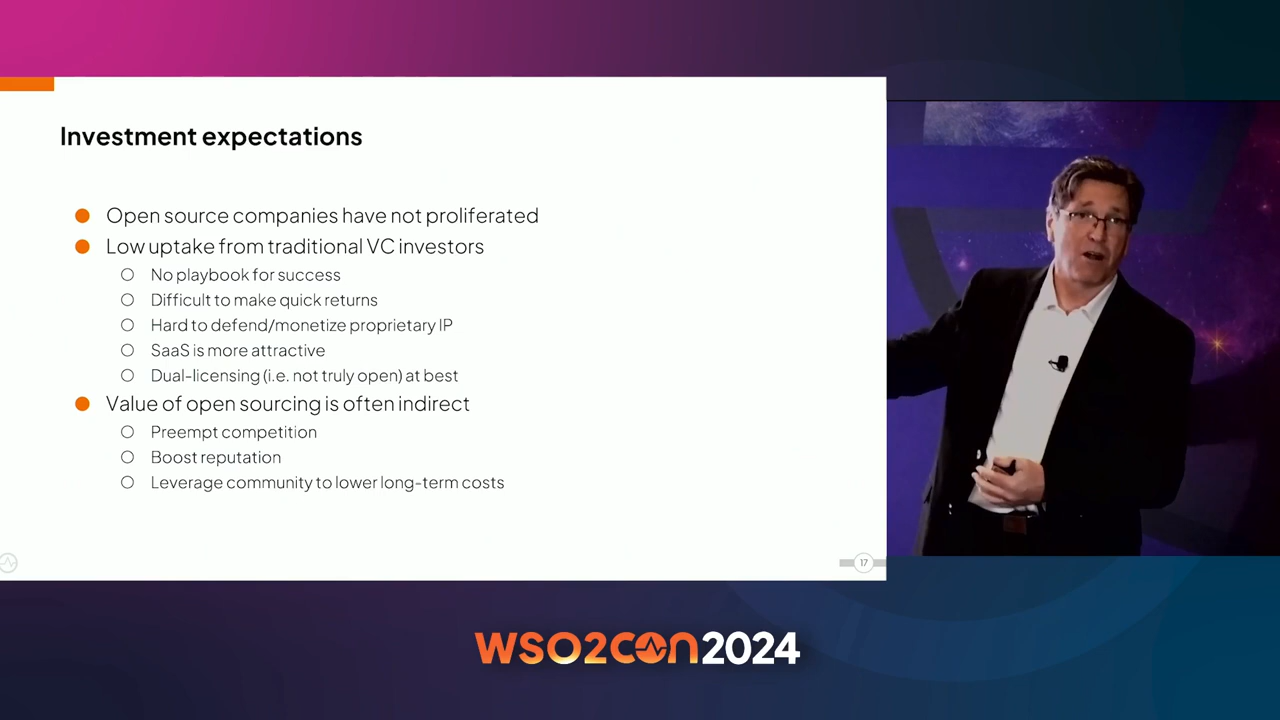 Investment expectations
Open source companies have not proliferated
Low uptake from traditional VC investors
No playbook for success
Difficult to make quick returns
Hard to defend/monetize proprietary IP
SaaS is more attractive
Dual-licensing (i.e. not truly open) at best
Value of open sourcing is often indirect
Preempt competition
Boost reputation
Leverage community to lower long-term costs
17
WSO2CON2024